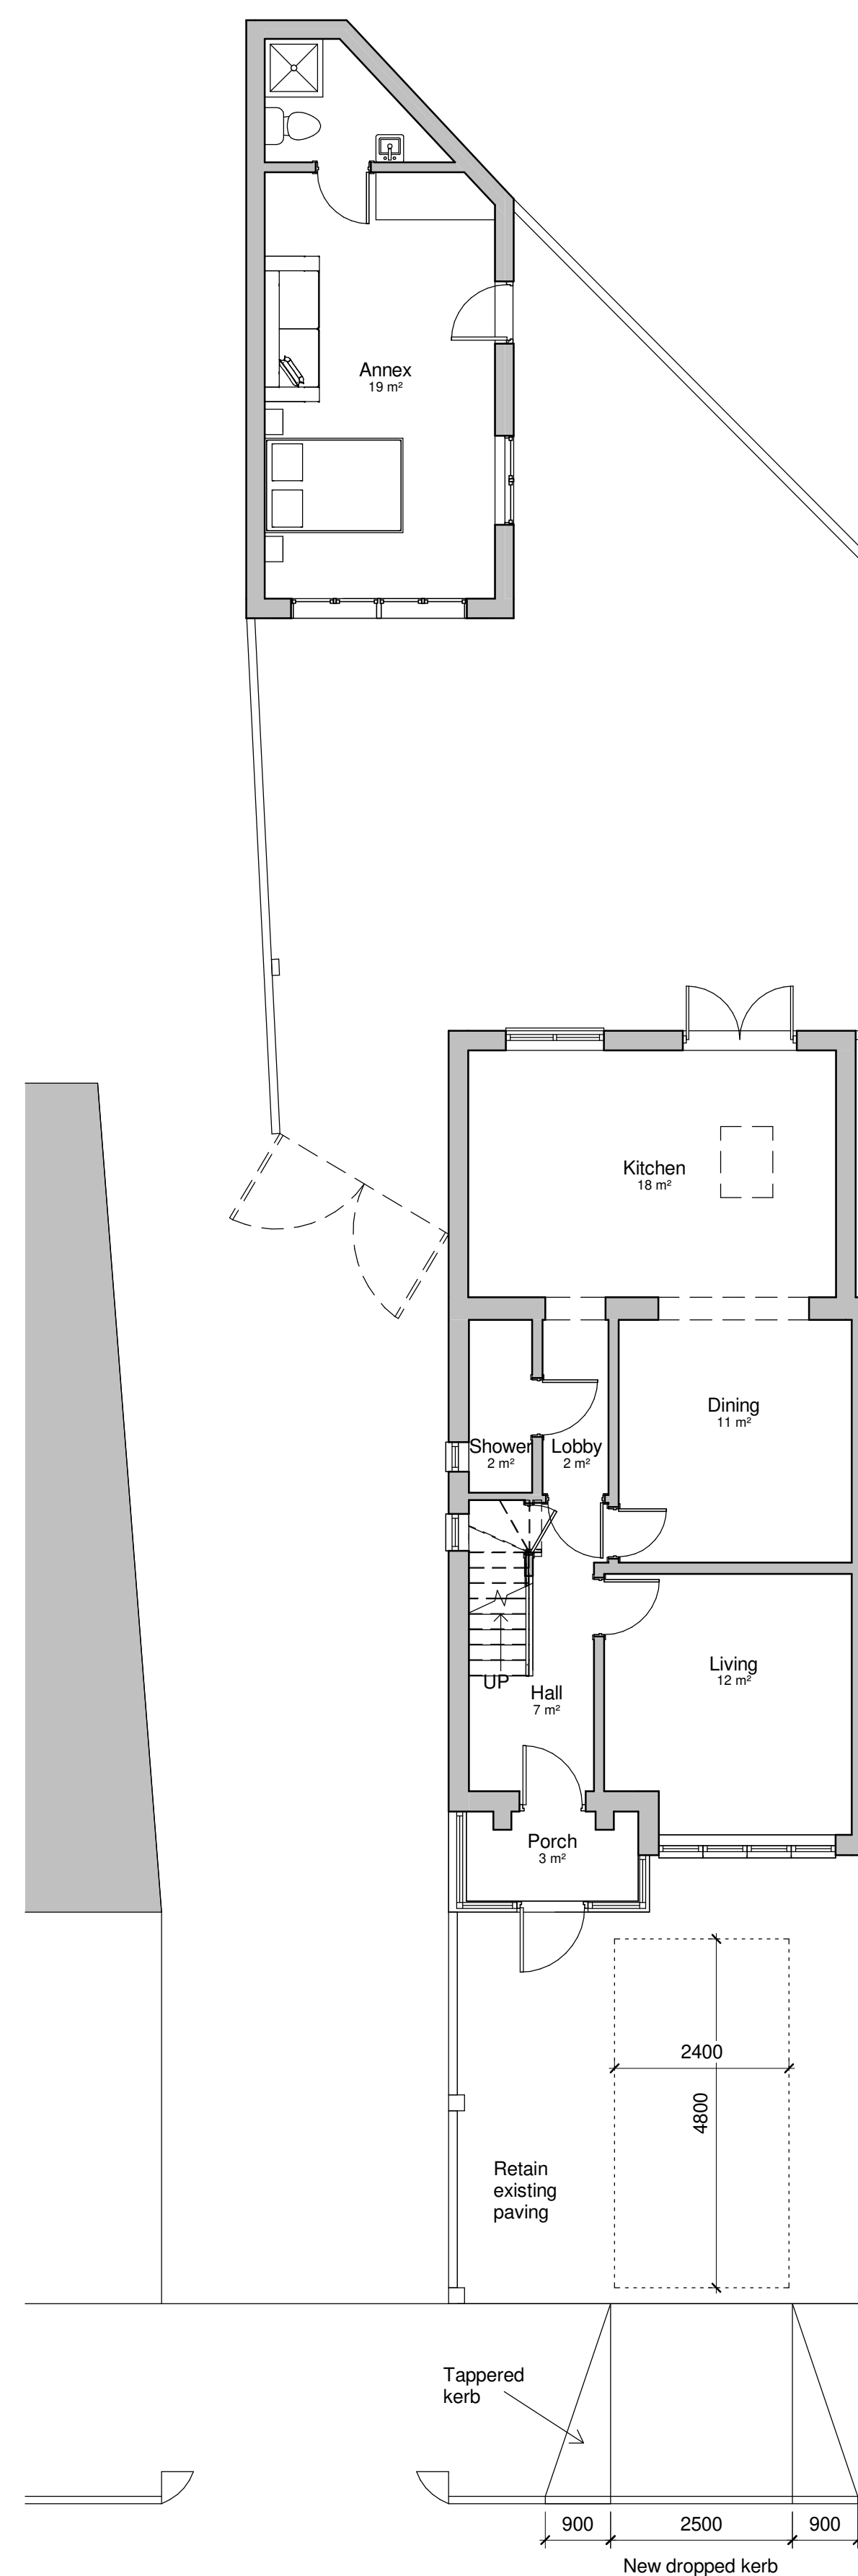 Annex
19 m²
Kitchen
18 m²
Dining
11 m²
Shower
2 m²
Lobby
2 m²
Living
12 m²
UP
Hall
7 m²
Porch
3 m²
2400
4800
Retain
existing
paving
Tappered
kerb
900
2500
900
New dropped kerb